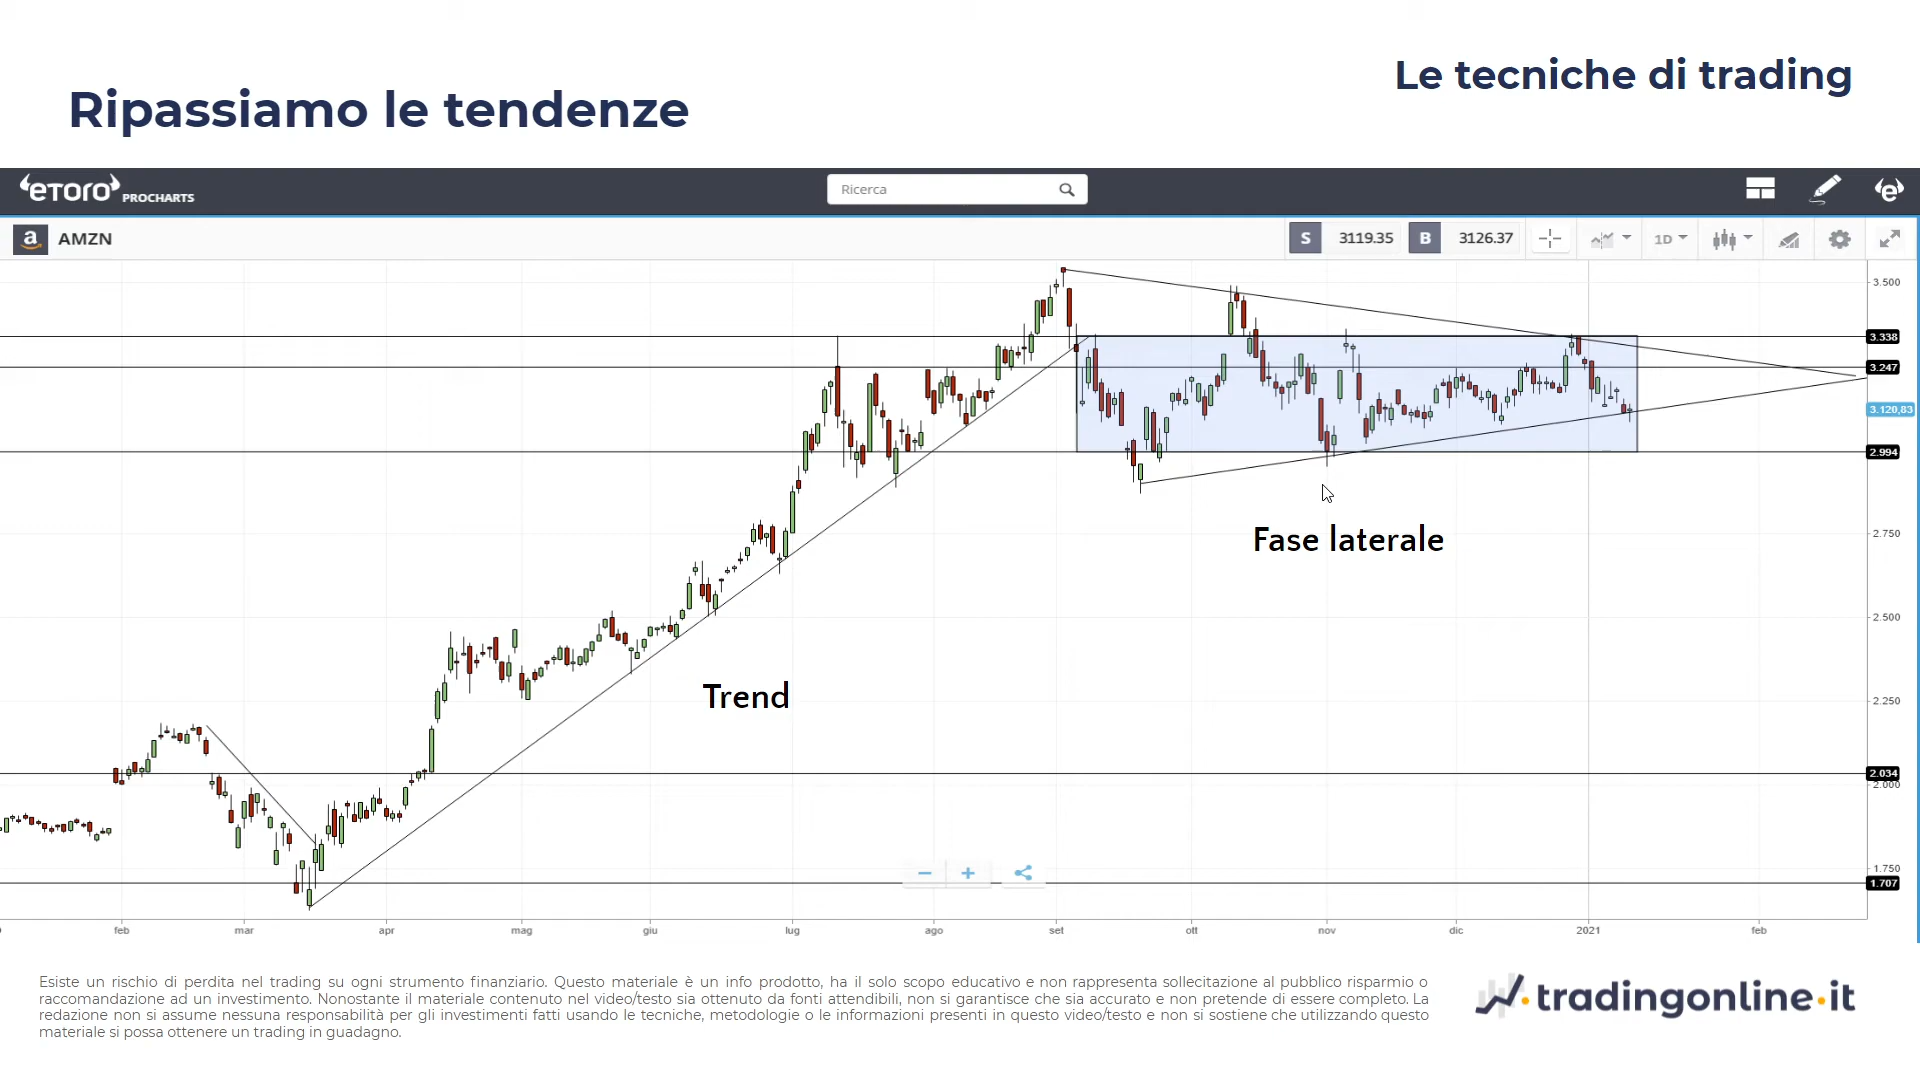 Le tecniche di trading
Ripassiamo le tendenze
eToro PROCHARTS
Ricerca
a AMZN
S 3119.35 B 3126.37 1D
3.500
3.338
3.247
3.120,83
2.994
2.750
Fase laterale
2.500
Trend
2.250
2.034
2.000
1.750
1.707
feb mar apr mag giu lug ago set ott nov dic 2021 feb
Esiste un rischio di perdita nel trading su ogni strumento finanziario. Questo materiale è un info prodotto, ha il solo scopo educativo e non rappresenta sollecitazione al pubblico risparmio o
raccomandazione ad un investimento. Nonostante il materiale contenuto nel video/testo sia ottenuto da fonti attendibili, non si garantisce che sia accurato e non pretende di essere completo. La
redazione non si assume nessuna responsabilità per gli investimenti fatti usando le tecniche, metodologie o le informazioni presenti in questo video/testo e non si sostiene che utilizzando questo
materiale si possa ottenere un trading in guadagno.
tradingonline.it